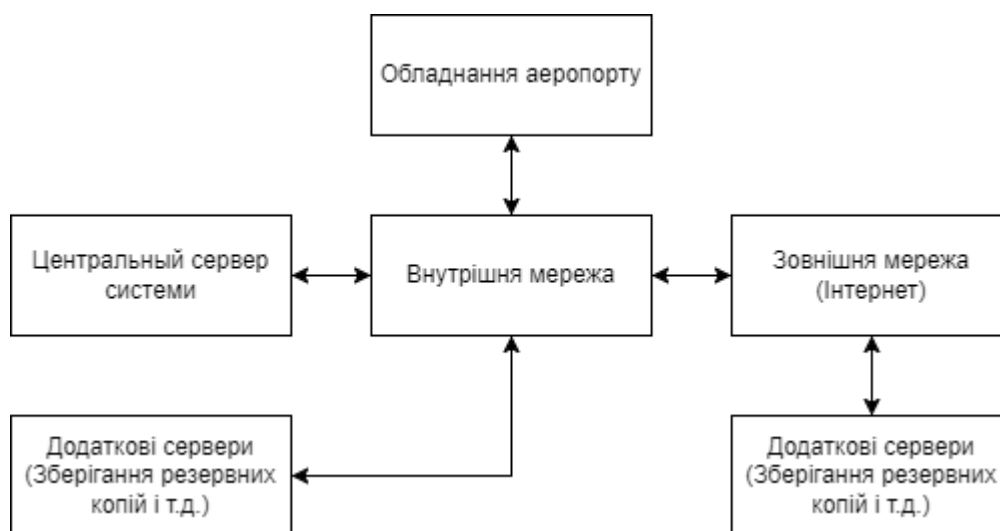 Обладнання аеропорту
Центральный сервер
системи
Внутрішня мережа
Зовнішня мережа
(Інтернет)
Додаткові сервери
(Зберігання резервних
копій і т.д.)
Додаткові сервери
(Зберігання резервних
копій і т.д.)